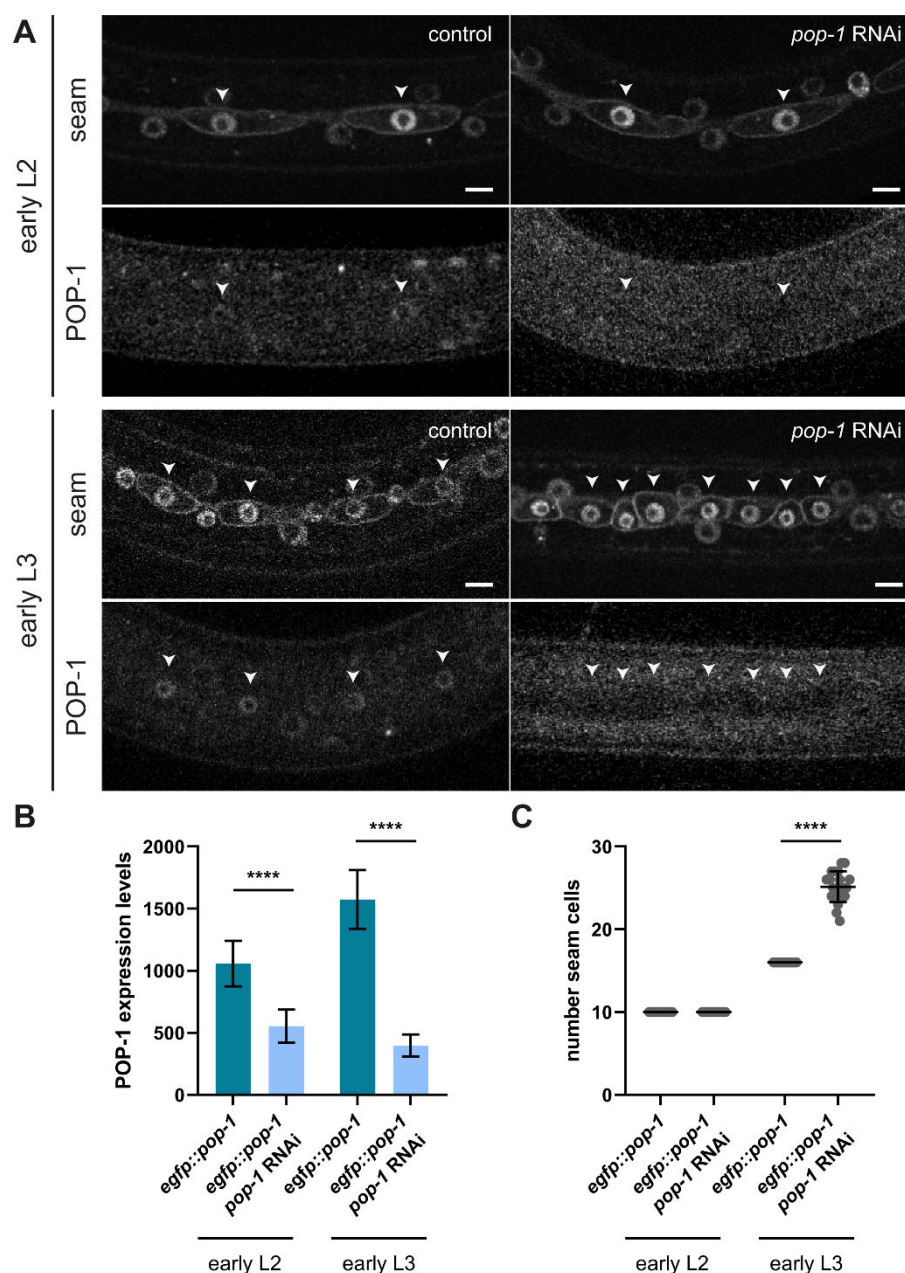 A
control
pop-1 RNAi
early L2
seam
POP-1
control
pop-1 RNAi
early L3
seam
POP-1
B
****
****
POP-1 expression levels
2000
1500
1000
500
0
egfp::pop-1
egfp::pop-1
pop-1 RNAi
egfp::pop-1
egfp::pop-1
pop-1 RNAi
early L2
early L3
C
****
number seam cells
30
20
10
0
egfp::pop-1
egfp::pop-1
pop-1 RNAi
egfp::pop-1
egfp::pop-1
pop-1 RNAi
early L2
early L3